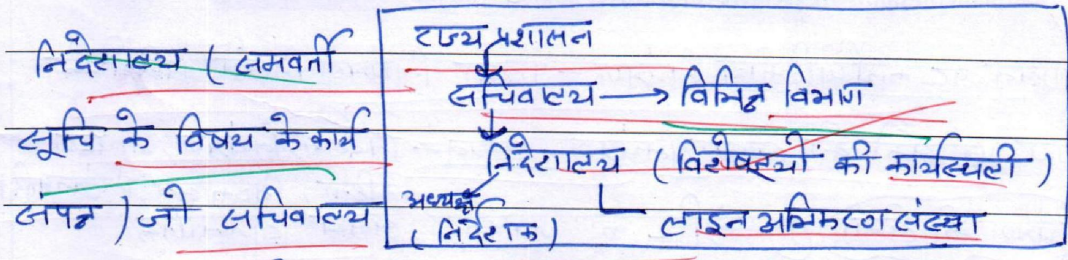 निदेशालय ( समवर्ती
सूचि के विषय के कार्य
संपन्न ) जो सचिवालय
राज्य प्रशासन
सचिवालय → विभिन्न विभाग
निदेशालय ( विशेषज्ञयों की कार्यस्थली )
अध्यक्ष
( निदेशक )
लाइन अभिकरण संस्था